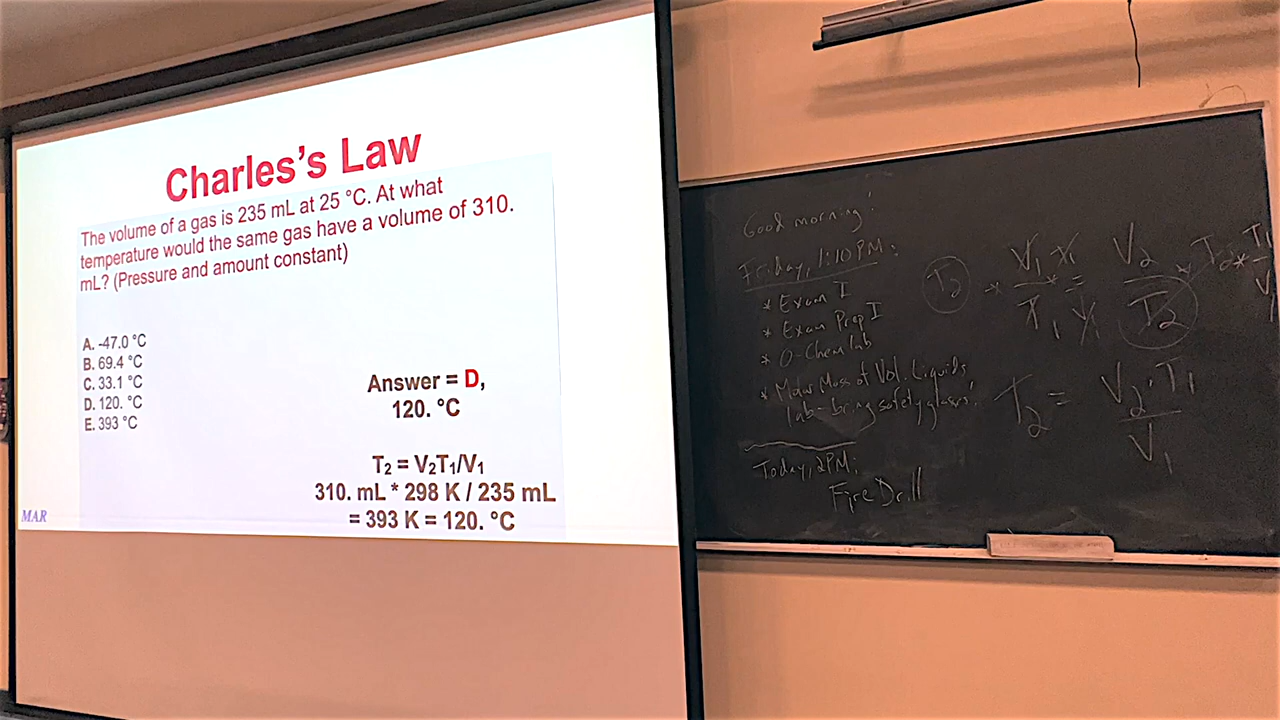 Charles's Law
The volume of a gas is 235 mL at 25 °C. At what
temperature would the same gas have a volume of 310.
mL? (Pressure and amount constant)
A. -47.0 °C
B. 69.4 °C
C. 33.1 °C
D. 120. °C
E. 393 °C
Answer = D,
120. °C
T₂ = V₂T₁/V₁
310. mL * 298 K / 235 mL
= 393 K = 120. °C
MAR
Good morning!
Friday, 1:10 PM:
* Exam I
* Exam Prep I
* O-Chem lab
* Molar Mass of Vol. Liquids
lab - bring safety glasses!
Today, 2PM:
Fire Drill
T₂ * V₁ / T₁ = V₂ / T₂ * T₂ * T₁ / V₁
T₂ = V₂ · T₁ / V₁